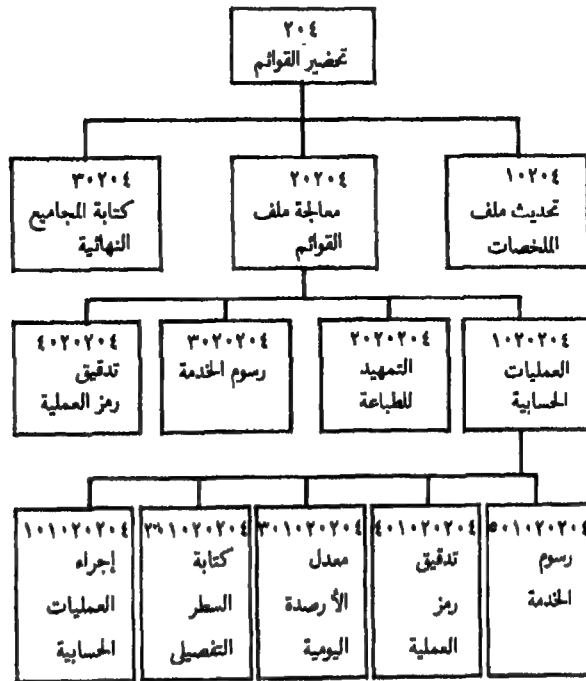 ٢٠٤
تحضير القوائم
١٠٢٠٤
تحديث ملف
الملخصات
٢٠٢٠٤
معالجة ملف
القوائم
٣٠٢٠٤
كتابة المجاميع
النهائية
١٠٢٠٢٠٤
العمليات
الحسابية
٢٠٢٠٢٠٤
التمهيد
للطباعة
٣٠٢٠٢٠٤
رسوم الخدمة
٤٠٢٠٢٠٤
تدقيق
رمز العملية
٥٠١٠٢٠٢٠٤
رسوم
الخدمة
٤٠١٠٢٠٢٠٤
تدقيق
رمز
العملية
٣٠١٠٢٠٢٠٤
معدل
الأرصدة
اليومية
كتابة
السطر
التفصيلى
١٠١٠٢٠٢٠٤
إجراء
العمليات
الحسابية